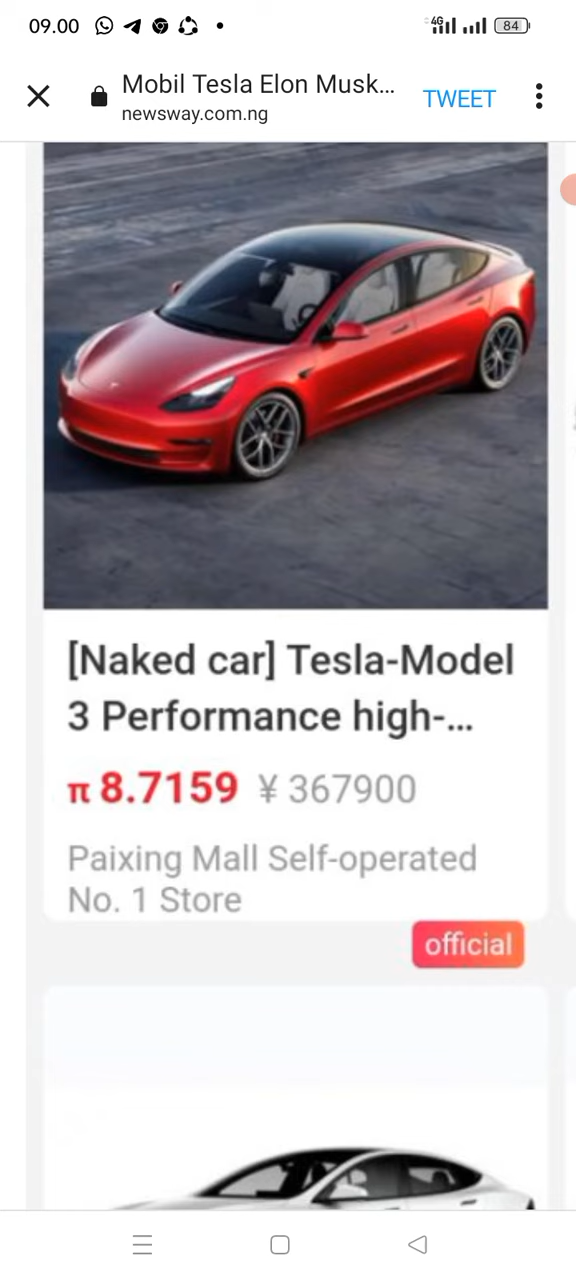 09.00
4G
84
Mobil Tesla Elon Musk...
newsway.com.ng
TWEET
[Naked car] Tesla-Model
3 Performance high-...
π 8.7159 ¥ 367900
Paixing Mall Self-operated
No. 1 Store
official